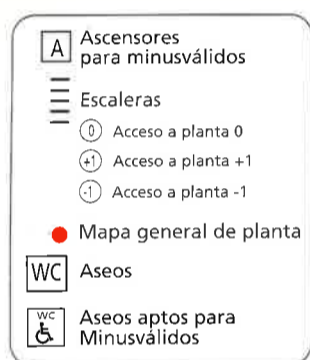 A Ascensores
para minusválidos
Escaleras
0 Acceso a planta 0
+1 Acceso a planta +1
-1 Acceso a planta -1
Mapa general de planta
WC Aseos
WC Aseos aptos para
Minusválidos